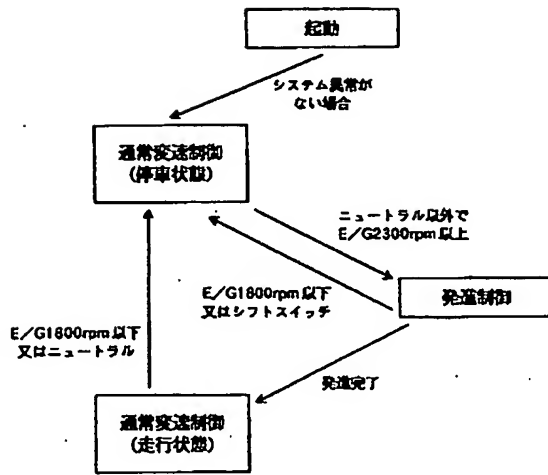 起動
システム異常が
ない場合
通常変速制御
(停車状態)
ニュートラル以外で
E/G2300rpm以上
E/G1800rpm以下
又はシフトスイッチ
発進制御
E/G1800rpm以下
又はニュートラル
発進完了
通常変速制御
(走行状態)